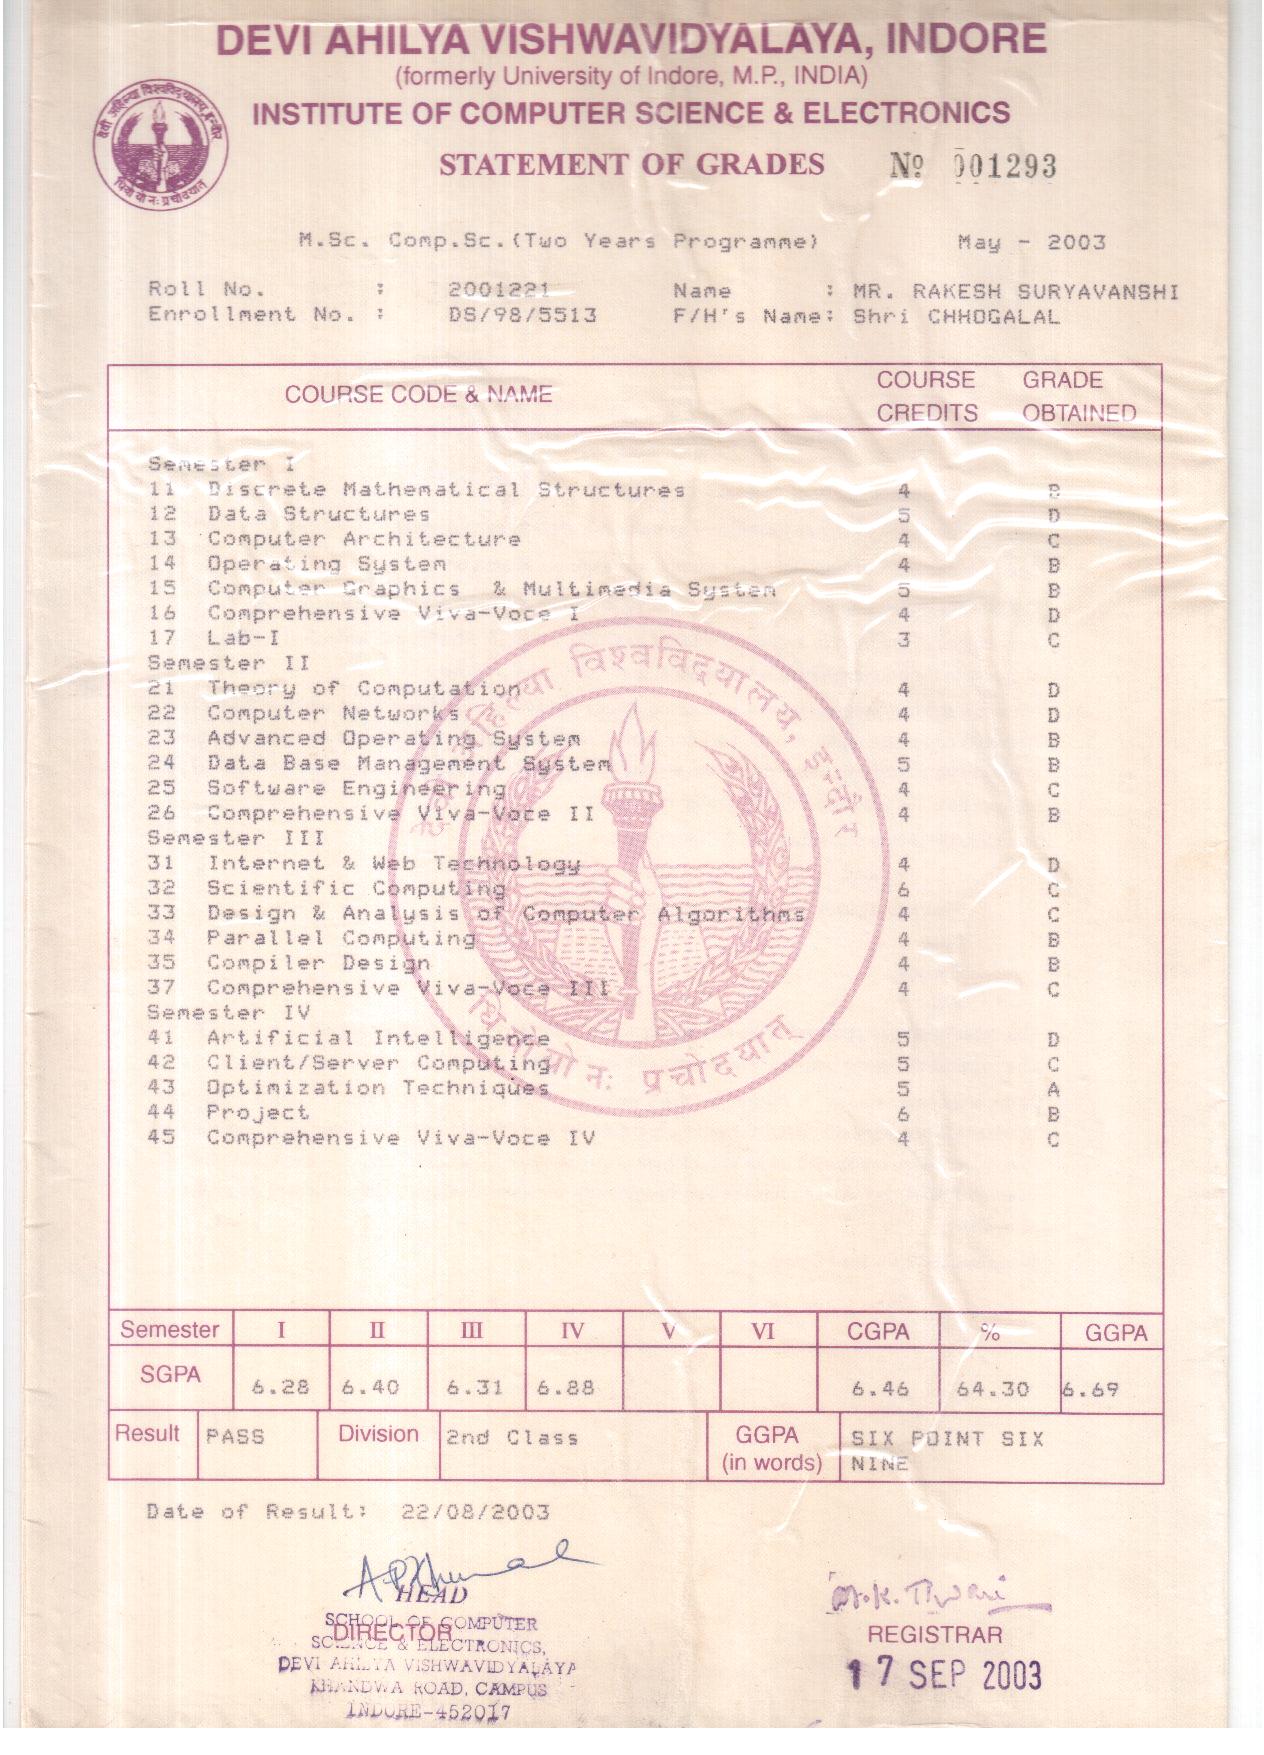 DEVI AHILYA VISHWAVIDYALAYA, INDORE
(formerly University of Indore, M.P., INDIA)
INSTITUTE OF COMPUTER SCIENCE & ELECTRONICS
STATEMENT OF GRADES № 001293
देवी अहिल्या विश्वविद्यालय, इन्दौर
धियो यो नः प्रचोदयात्
M.Sc. Comp.Sc.(Two Years Programme) May - 2003
Roll No. : 2001221 Name : MR. RAKESH SURYAVANSHI
Enrollment No. : DS/98/5513 F/H's Name: Shri CHHOGALAL
COURSE CODE & NAME COURSE CREDITS GRADE OBTAINED
Semester I
11 Discrete Mathematical Structures 4 B
12 Data Structures 5 D
13 Computer Architecture 4 C
14 Operating System 4 B
15 Computer Graphics & Multimedia System 5 B
16 Comprehensive Viva-Voce I 4 D
17 Lab-I 3 C
Semester II
21 Theory of Computation 4 D
22 Computer Networks 4 D
23 Advanced Operating System 4 B
24 Data Base Management System 5 B
25 Software Engineering 4 C
26 Comprehensive Viva-Voce II 4 B
Semester III
31 Internet & Web Technology 4 D
32 Scientific Computing 6 C
33 Design & Analysis of Computer Algorithms 4 C
34 Parallel Computing 4 B
35 Compiler Design 4 B
37 Comprehensive Viva-Voce III 4 C
Semester IV
41 Artificial Intelligence 5 D
42 Client/Server Computing 5 C
43 Optimization Techniques 5 A
44 Project 6 B
45 Comprehensive Viva-Voce IV 4 C
देवी अहिल्या विश्वविद्यालय, इन्दौर
धियो यो नः प्रचोदयात्
Semester I II III IV V VI CGPA % GGPA
SGPA 6.28 6.40 6.31 6.88 6.46 64.30 6.69
Result PASS Division 2nd Class GGPA (in words) SIX POINT SIX NINE
Date of Result: 22/08/2003
HEAD
SCHOOL OF COMPUTER
DIRECTOR
SCIENCE & ELECTRONICS,
DEVI AHILYA VISHWAVIDYALAYA
KHANDWA ROAD, CAMPUS
INDORE-452017
REGISTRAR
17 SEP 2003